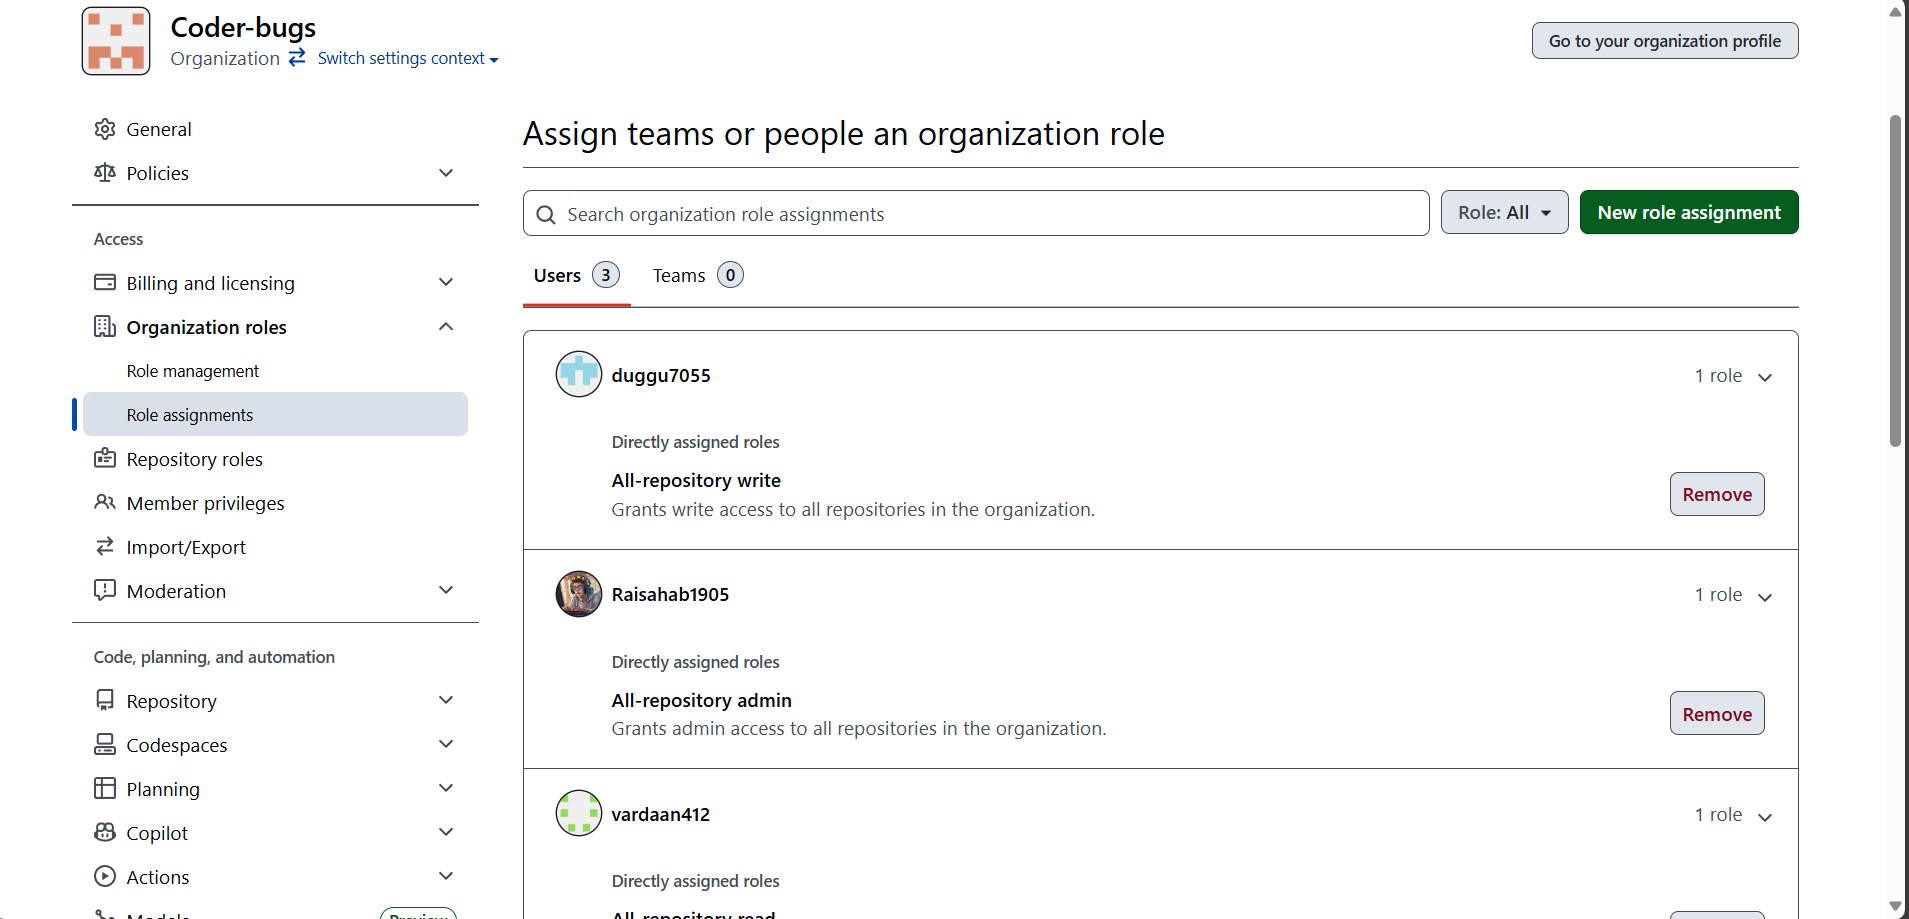 Coder-bugs
Organization Switch settings context
Go to your organization profile
General
Policies
Access
Billing and licensing
Organization roles
Role management
Role assignments
Repository roles
Member privileges
Import/Export
Moderation
Code, planning, and automation
Repository
Codespaces
Planning
Copilot
Actions
Models Preview
Assign teams or people an organization role
Search organization role assignments
Role: All
New role assignment
Users 3 Teams 0
duggu7055 1 role
Directly assigned roles
All-repository write
Grants write access to all repositories in the organization.
Remove
Raisahab1905 1 role
Directly assigned roles
All-repository admin
Grants admin access to all repositories in the organization.
Remove
vardaan412 1 role
Directly assigned roles
All-repository read